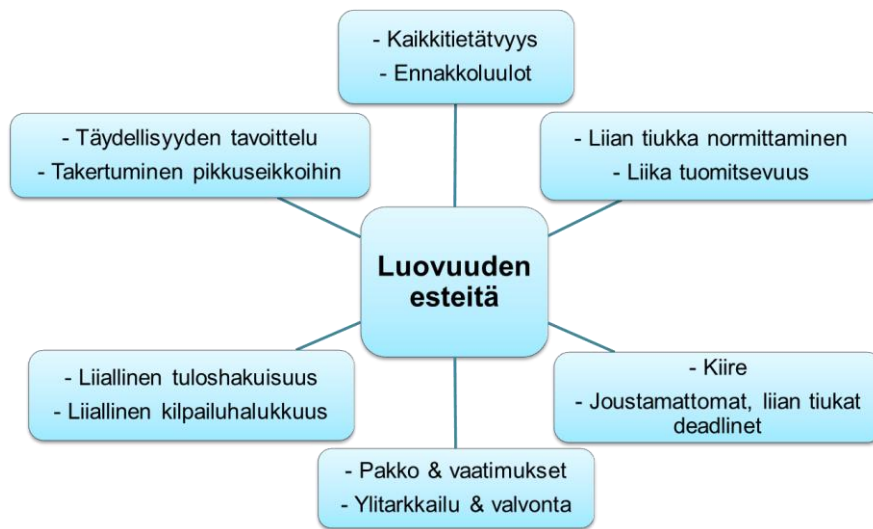 - Kaikkitietätvyys
- Ennakkoluulot
- Täydellisyyden tavoittelu
- Takertuminen pikkuseikkoihin
- Liian tiukka normittaminen
- Liika tuomitsevuus
Luovuuden
esteitä
- Liiallinen tuloshakuisuus
- Liiallinen kilpailuhalukkuus
- Kiire
- Joustamattomat, liian tiukat
deadlinet
- Pakko & vaatimukset
- Ylitarkkailu & valvonta